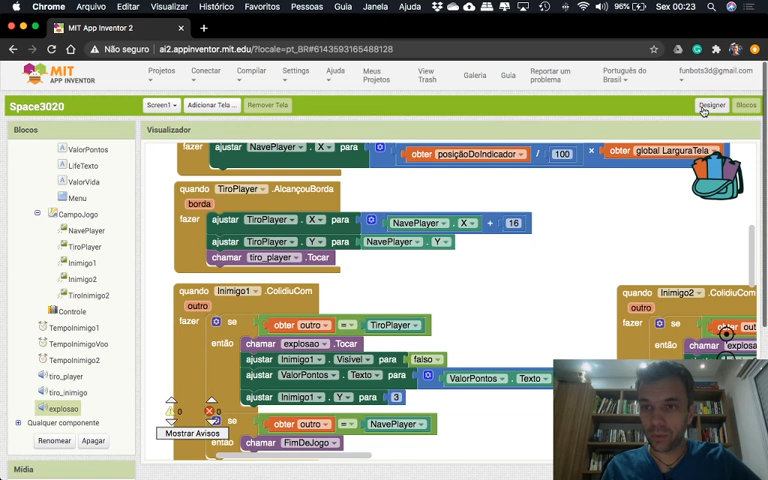 Chrome Arquivo Editar Visualizar Histórico Favoritos Pessoas Guia Janela Ajuda 96% Sex 00:23
MIT App Inventor 2
Não seguro ai2.appinventor.mit.edu/?locale=pt_BR#6143593165488128
MIT
APP INVENTOR
Projetos Conectar Compilar Settings Ajuda Meus Projetos View Trash Galeria Guia Reportar um problema Português do Brasil funbots3d@gmail.com
Space3020 Screen1 Adicionar Tela ... Remover Tela Designer Blocos
Blocos
Visualizador
ValorPontos
LifeTexto
ValorVida
Menu
CampoJogo
NavePlayer
TiroPlayer
Inimigo1
Inimigo2
TiroInimigo2
Controle
TempoInimigo1
TempoInimigoVoo
TempoInimigo2
tiro_player
tiro_inimigo
explosao
Qualquer componente
Renomear Apagar
Mídia
fazer ajustar NavePlayer . X para obter posiçãoDoIndicador / 100 × obter global LarguraTela
quando TiroPlayer .AlcançouBorda
borda
fazer ajustar TiroPlayer . X para NavePlayer . X + 16
ajustar TiroPlayer . Y para NavePlayer . Y
chamar tiro_player .Tocar
quando Inimigo1 .ColidiuCom
outro
fazer se obter outro = TiroPlayer
então chamar explosao .Tocar
ajustar Inimigo1 . Visível para falso
ajustar ValorPontos . Texto para ValorPontos . Texto
ajustar Inimigo1 . Y para 3
se obter outro = NavePlayer
então chamar FimDeJogo
0 0
Mostrar Avisos
quando Inimigo2 .ColidiuCom
outro
fazer se
então chamar